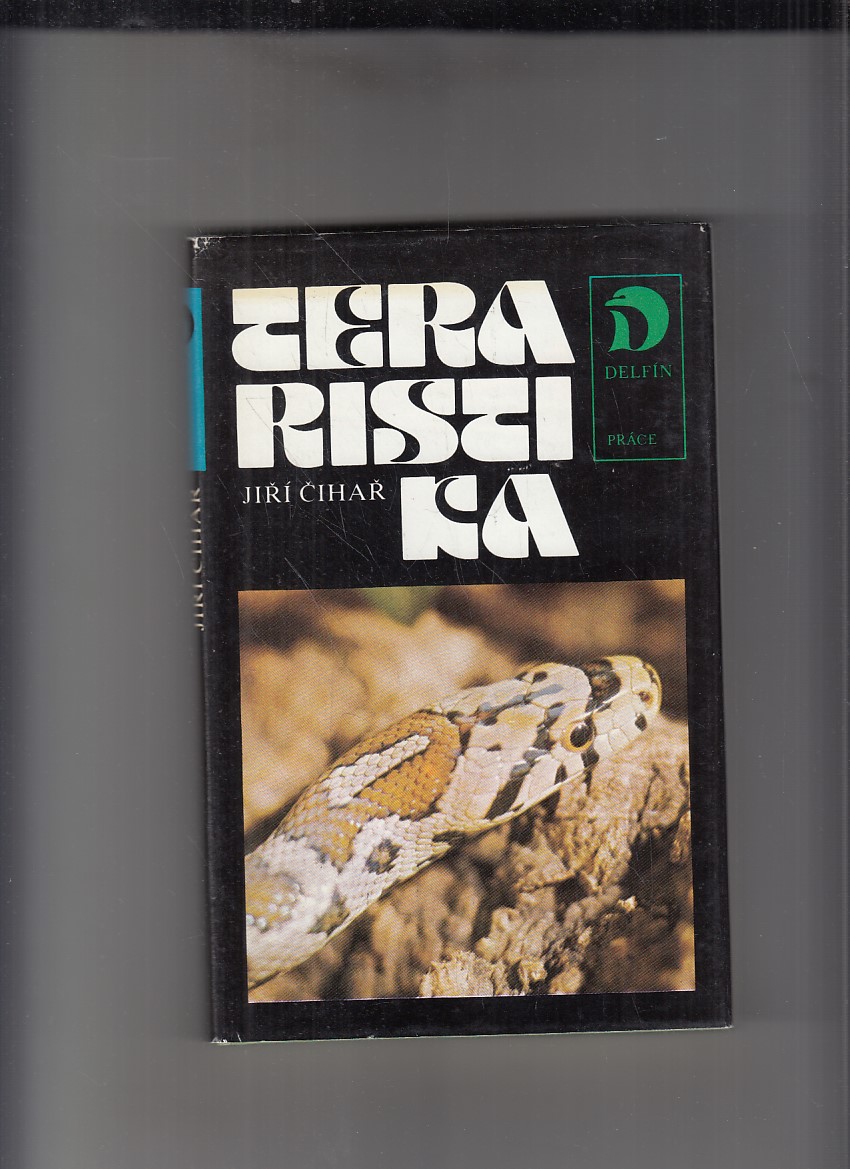 TERA
RISTI
KA
JIŘÍ ČIHAŘ
D
DELFÍN
PRÁCE
JIŘÍ ČIHAŘ